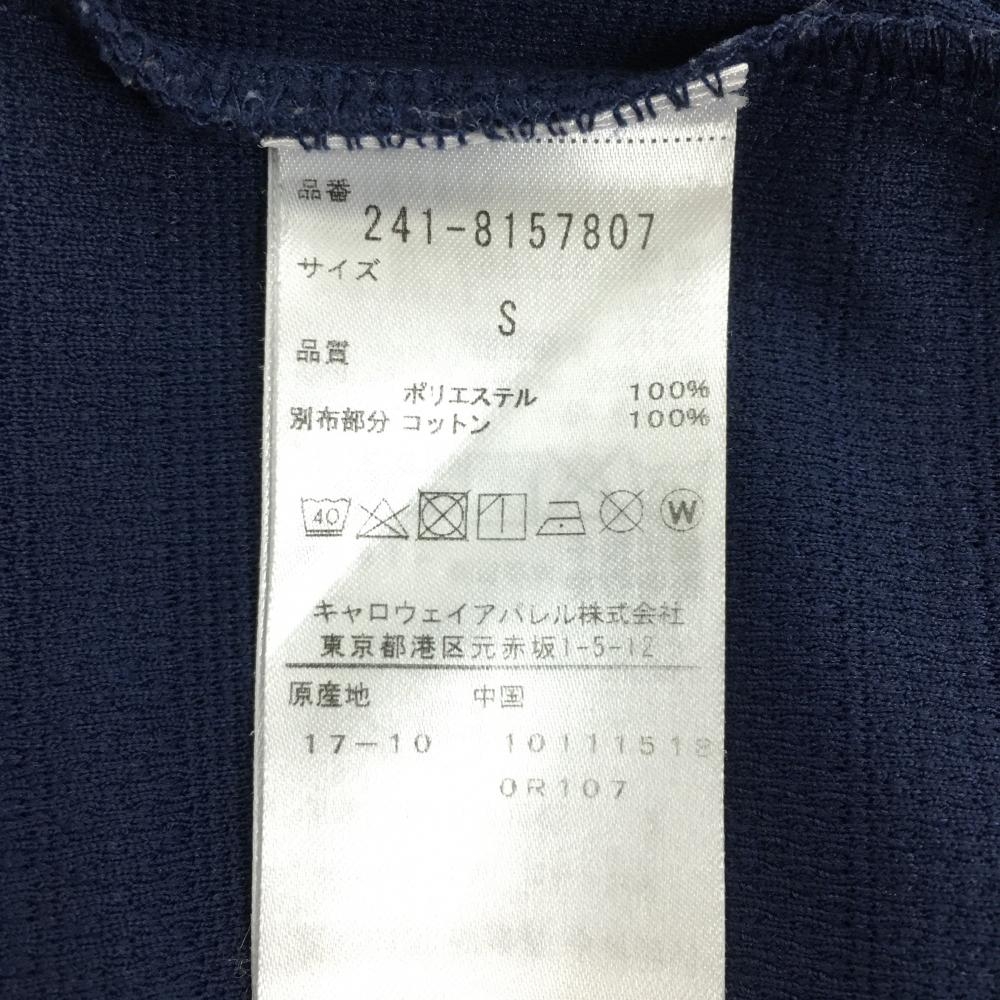 品番
241-8157807
サイズ
S
品質
ポリエステル 100%
別布部分 コットン 100%
40 W
キャロウェイアパレル株式会社
東京都港区元赤坂1-5-12
原産地 中国
17-10
0R107